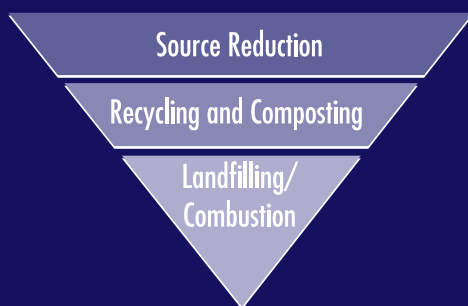 Source Reduction
Recycling and Composting
Landfilling/
Combustion